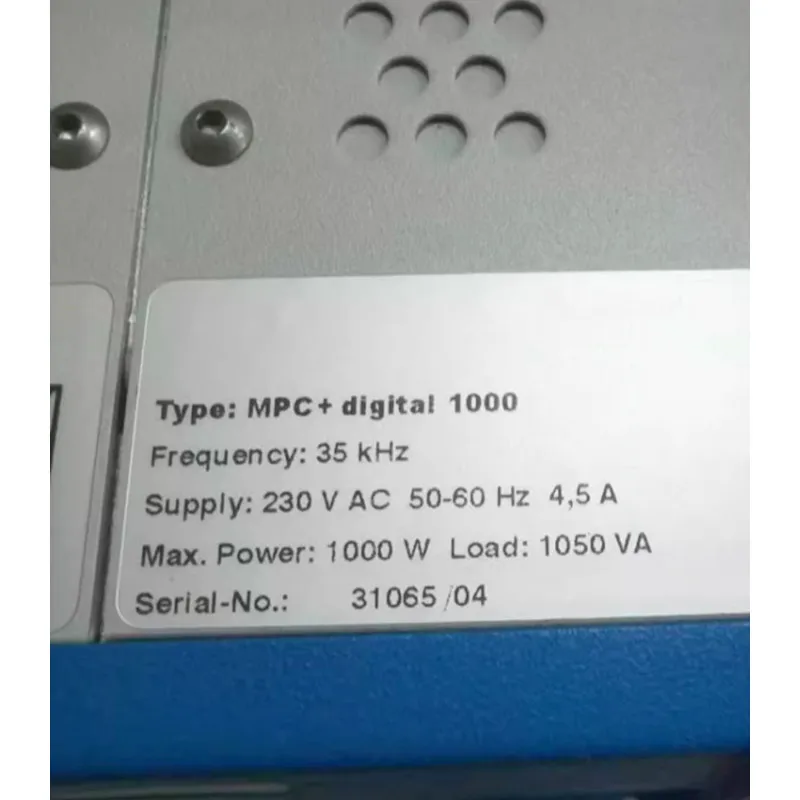 Type: MPC+ digital 1000
Frequency: 35 kHz
Supply: 230 V AC 50-60 Hz 4,5 A
Max. Power: 1000 W Load: 1050 VA
Serial-No.: 31065 /04